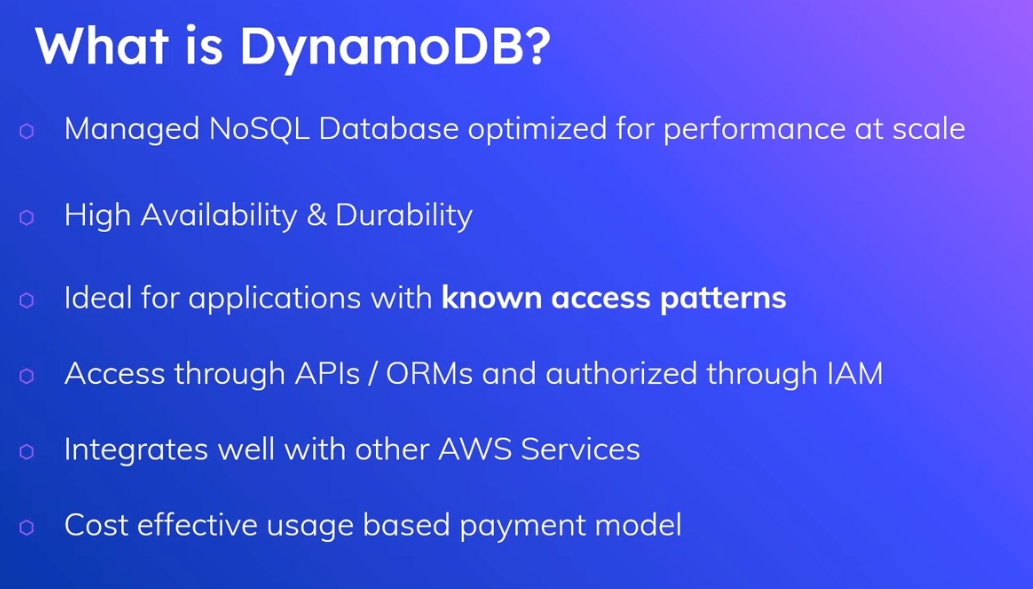 What is DynamoDB?
Managed NoSQL Database optimized for performance at scale
High Availability & Durability
Ideal for applications with known access patterns
Access through APIs / ORMs and authorized through IAM
Integrates well with other AWS Services
Cost effective usage based payment model